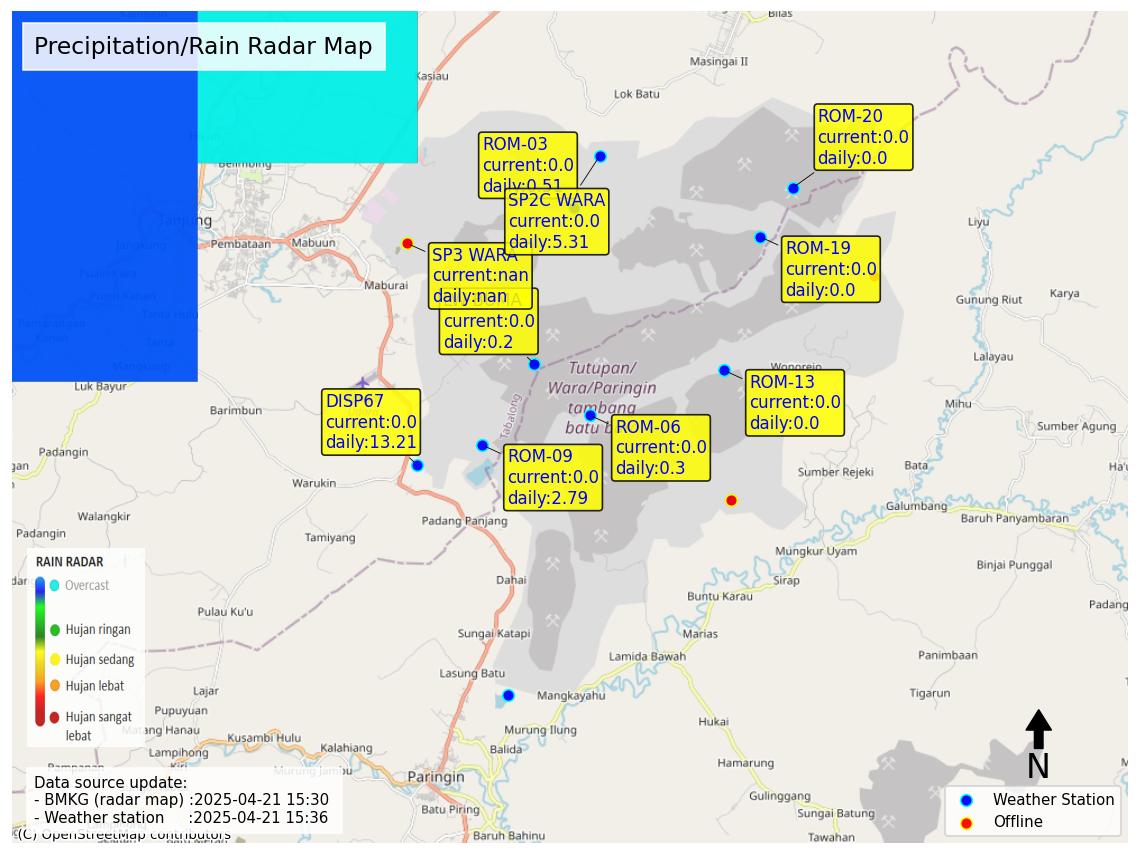 Precipitation/Rain Radar Map
Bilas
Masingai II
Kasiau
Lok Batu
Belimbing
Tanjung
Pembataan
Mabuun
Maburai
Liyu
Gunung Riut
Karya
Lalayau
Mihu
Sumber Agung
Wonorejo
ROM-03
current:0.0
daily:0.51
SP2C WARA
current:0.0
daily:5.31
ROM-20
current:0.0
daily:0.0
ROM-19
current:0.0
daily:0.0
SP3 WARA
current:nan
daily:nan
current:0.0
daily:0.2
ROM-13
current:0.0
daily:0.0
DISP67
current:0.0
daily:13.21
ROM-06
current:0.0
daily:0.3
ROM-09
current:0.0
daily:2.79
Tutupan/
Wara/Paringin
tambang
batu
Tabalong
Luk Bayur
Barimbun
Padangin
Warukin
Walangkir
Padangin
Tamiyang
Padang Panjang
Sumber Rejeki
Bata
Galumbang
Baruh Panyambaran
Mungkur Uyam
Binjai Punggal
Sirap
Padang
Dahai
Buntu Karau
Pulau Ku'u
Sungai Katapi
Marias
Lamida Bawah
Panimbaan
Lasung Batu
Tigarun
Lajar
Pupuyuan
Matang Hanau
Mangkayahu
Hukai
Murung Ilung
Kusambi Hulu
Lampihong
Kalahiang
Balida
Hamarung
Murung Jambu
Paringin
Gulinggang
Batu Piring
Sungai Batung
Baruh Bahinu
Tawahan
RAIN RADAR
Overcast
Hujan ringan
Hujan sedang
Hujan lebat
Hujan sangat
lebat
Data source update:
- BMKG (radar map) :2025-04-21 15:30
- Weather station :2025-04-21 15:36
(C) OpenStreetMap contributors
N
Weather Station
Offline